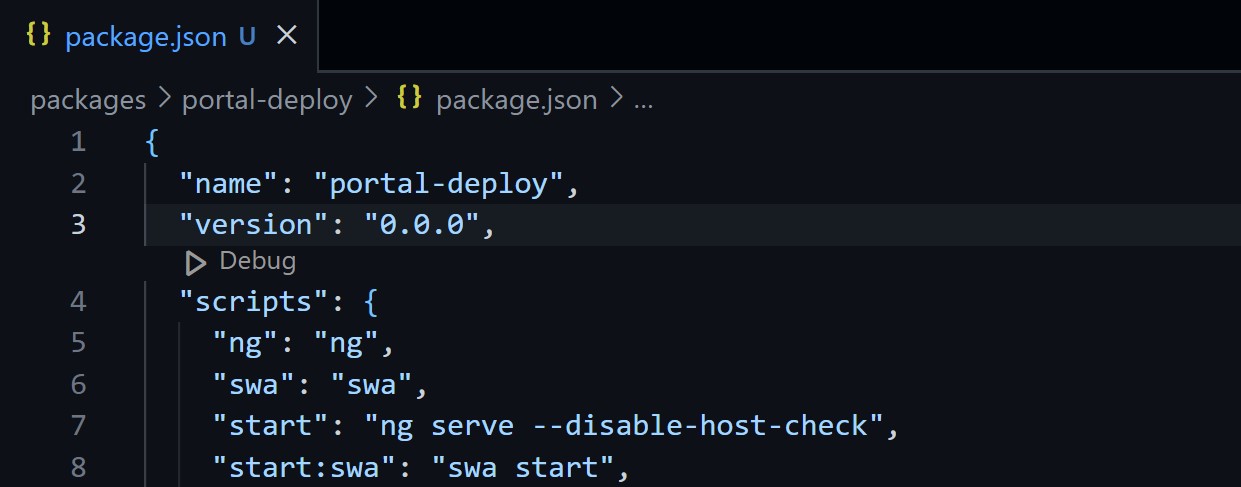 {} package.json U ×
packages > portal-deploy > {} package.json > ...
1 {
2 "name": "portal-deploy",
3 "version": "0.0.0",
Debug
4 "scripts": {
5 "ng": "ng",
6 "swa": "swa",
7 "start": "ng serve --disable-host-check",
8 "start:swa": "swa start",